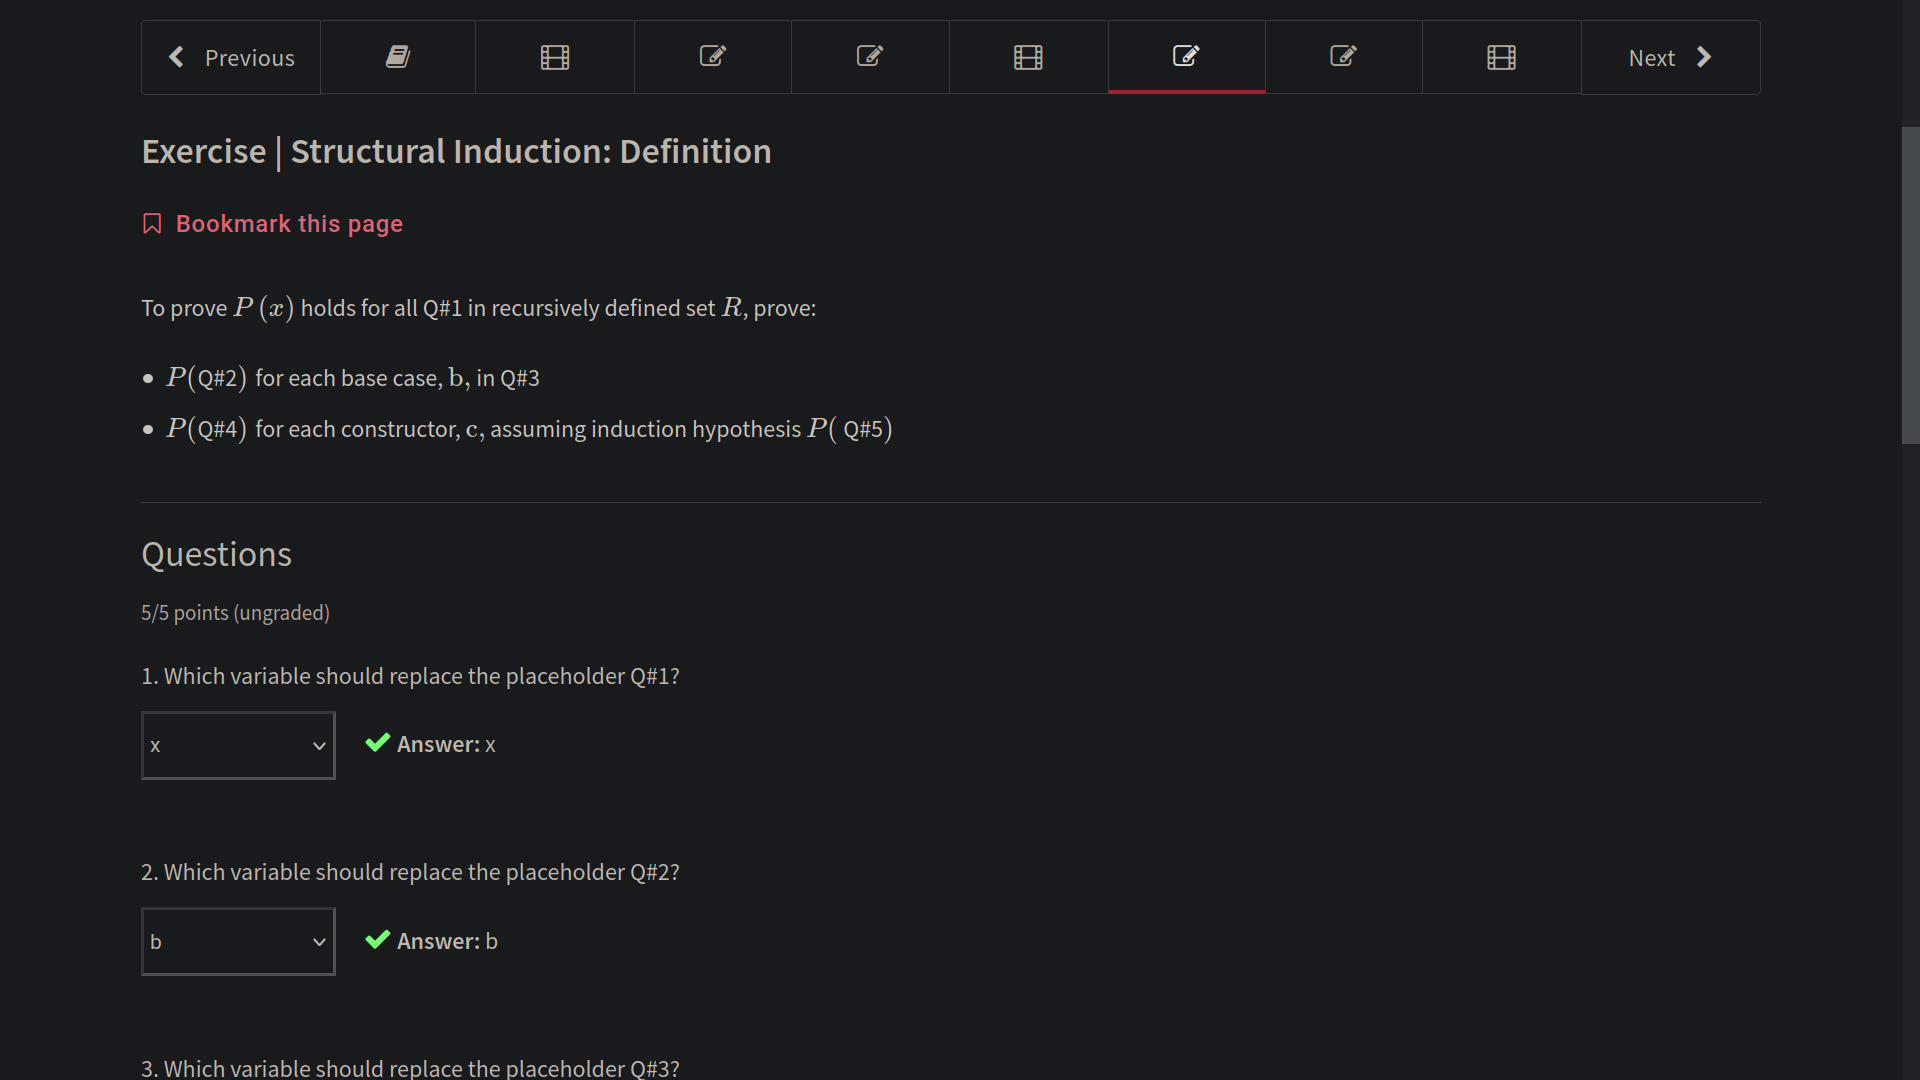 Previous
Next
Exercise | Structural Induction: Definition
Bookmark this page
To prove P (x) holds for all Q#1 in recursively defined set R, prove:
• P(Q#2) for each base case, b, in Q#3
• P(Q#4) for each constructor, c, assuming induction hypothesis P( Q#5)
Questions
5/5 points (ungraded)
1. Which variable should replace the placeholder Q#1?
x
Answer: x
2. Which variable should replace the placeholder Q#2?
b
Answer: b
3. Which variable should replace the placeholder Q#3?